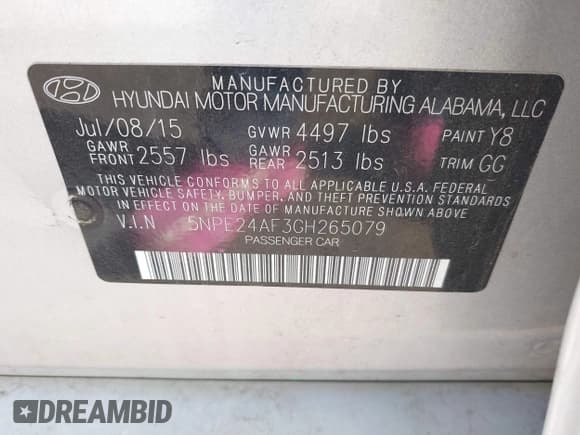 MANUFACTURED BY
HYUNDAI MOTOR MANUFACTURING ALABAMA, LLC
Jul/08/15 GVWR 4497 lbs PAINT Y8
GAWR FRONT 2557 lbs GAWR REAR 2513 lbs TRIM GG
THIS VEHICLE CONFORMS TO ALL APPLICABLE U.S.A. FEDERAL
MOTOR VEHICLE SAFETY, BUMPER, AND THEFT PREVENTION STANDARDS
IN EFFECT ON THE DATE OF MANUFACTURE SHOWN ABOVE.
V.I.N 5NPE24AF3GH265079
PASSENGER CAR
DREAMBID